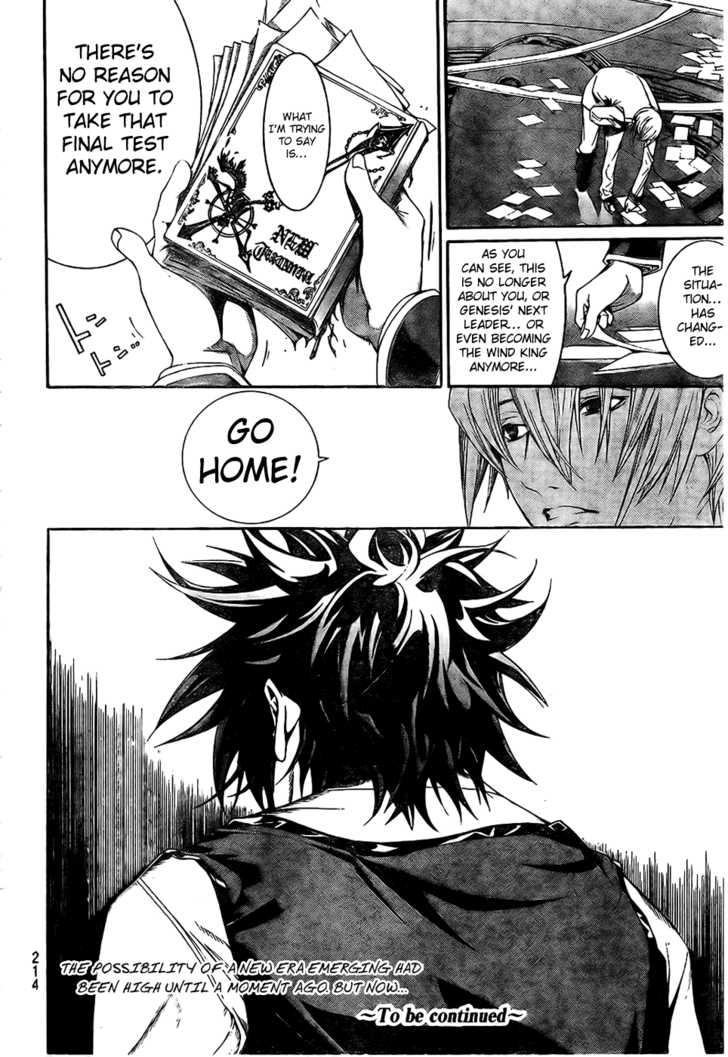 THE
SITUA-
TION...
HAS
CHANG-
ED...
AS YOU
CAN SEE, THIS
IS NO LONGER
ABOUT YOU, OR
GENESIS' NEXT
LEADER... OR
EVEN BECOMING
THE WIND KING
ANYMORE...
WHAT
I'M TRYING
TO SAY
IS...
NEW
TESTAMENT
THERE'S
NO REASON
FOR YOU TO
TAKE THAT
FINAL TEST
ANYMORE.
GO
HOME!
THE POSSIBILITY OF A NEW ERA EMERGING HAD
BEEN HIGH UNTIL A MOMENT AGO. BUT NOW...
~To be continued~
214